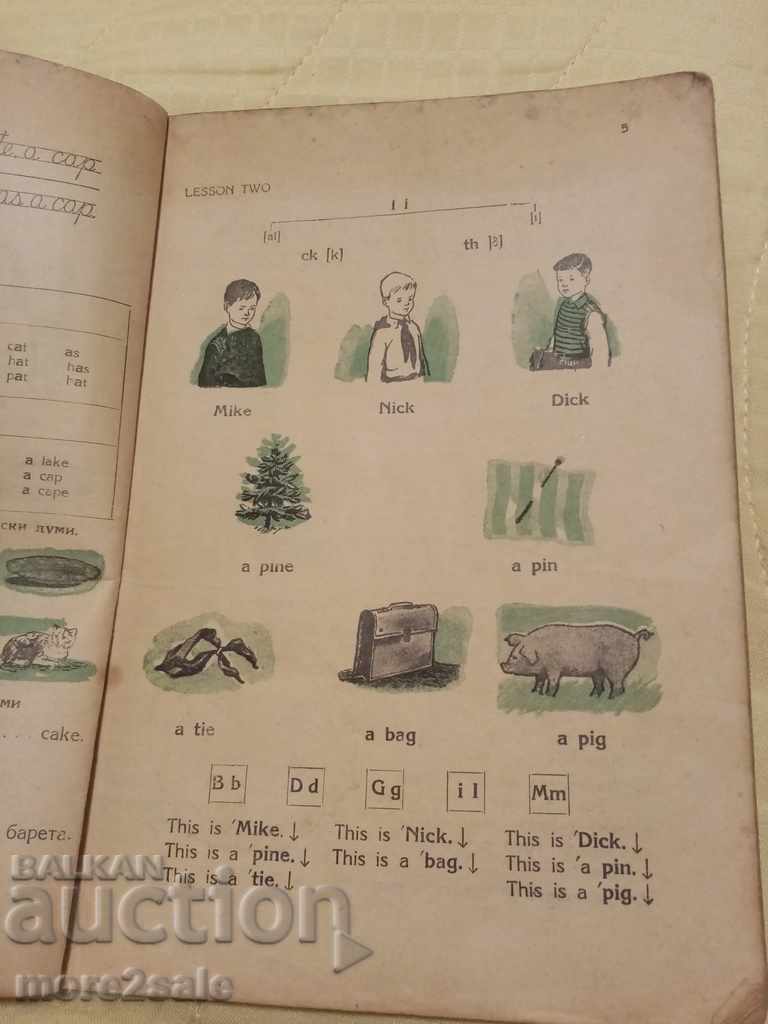 te, a cap
as a cap
cat as
hat has
pat hat
a lake
a cap
a cape
ски думи.
ми
. . . cake.
барета.
5
LESSON TWO
I i
[ai] [i]
ck [k] th [ð]
Mike Nick Dick
a pine a pin
a tie a bag a pig
B b D d G g i l M m
This is 'Mike. ↓ This is 'Nick. ↓ This is 'Dick. ↓
This is a 'pine. ↓ This is a 'bag. ↓ This is 'a pin. ↓
This is a 'tie. ↓ This is a 'pig. ↓
BALKAN
auction
more2sale